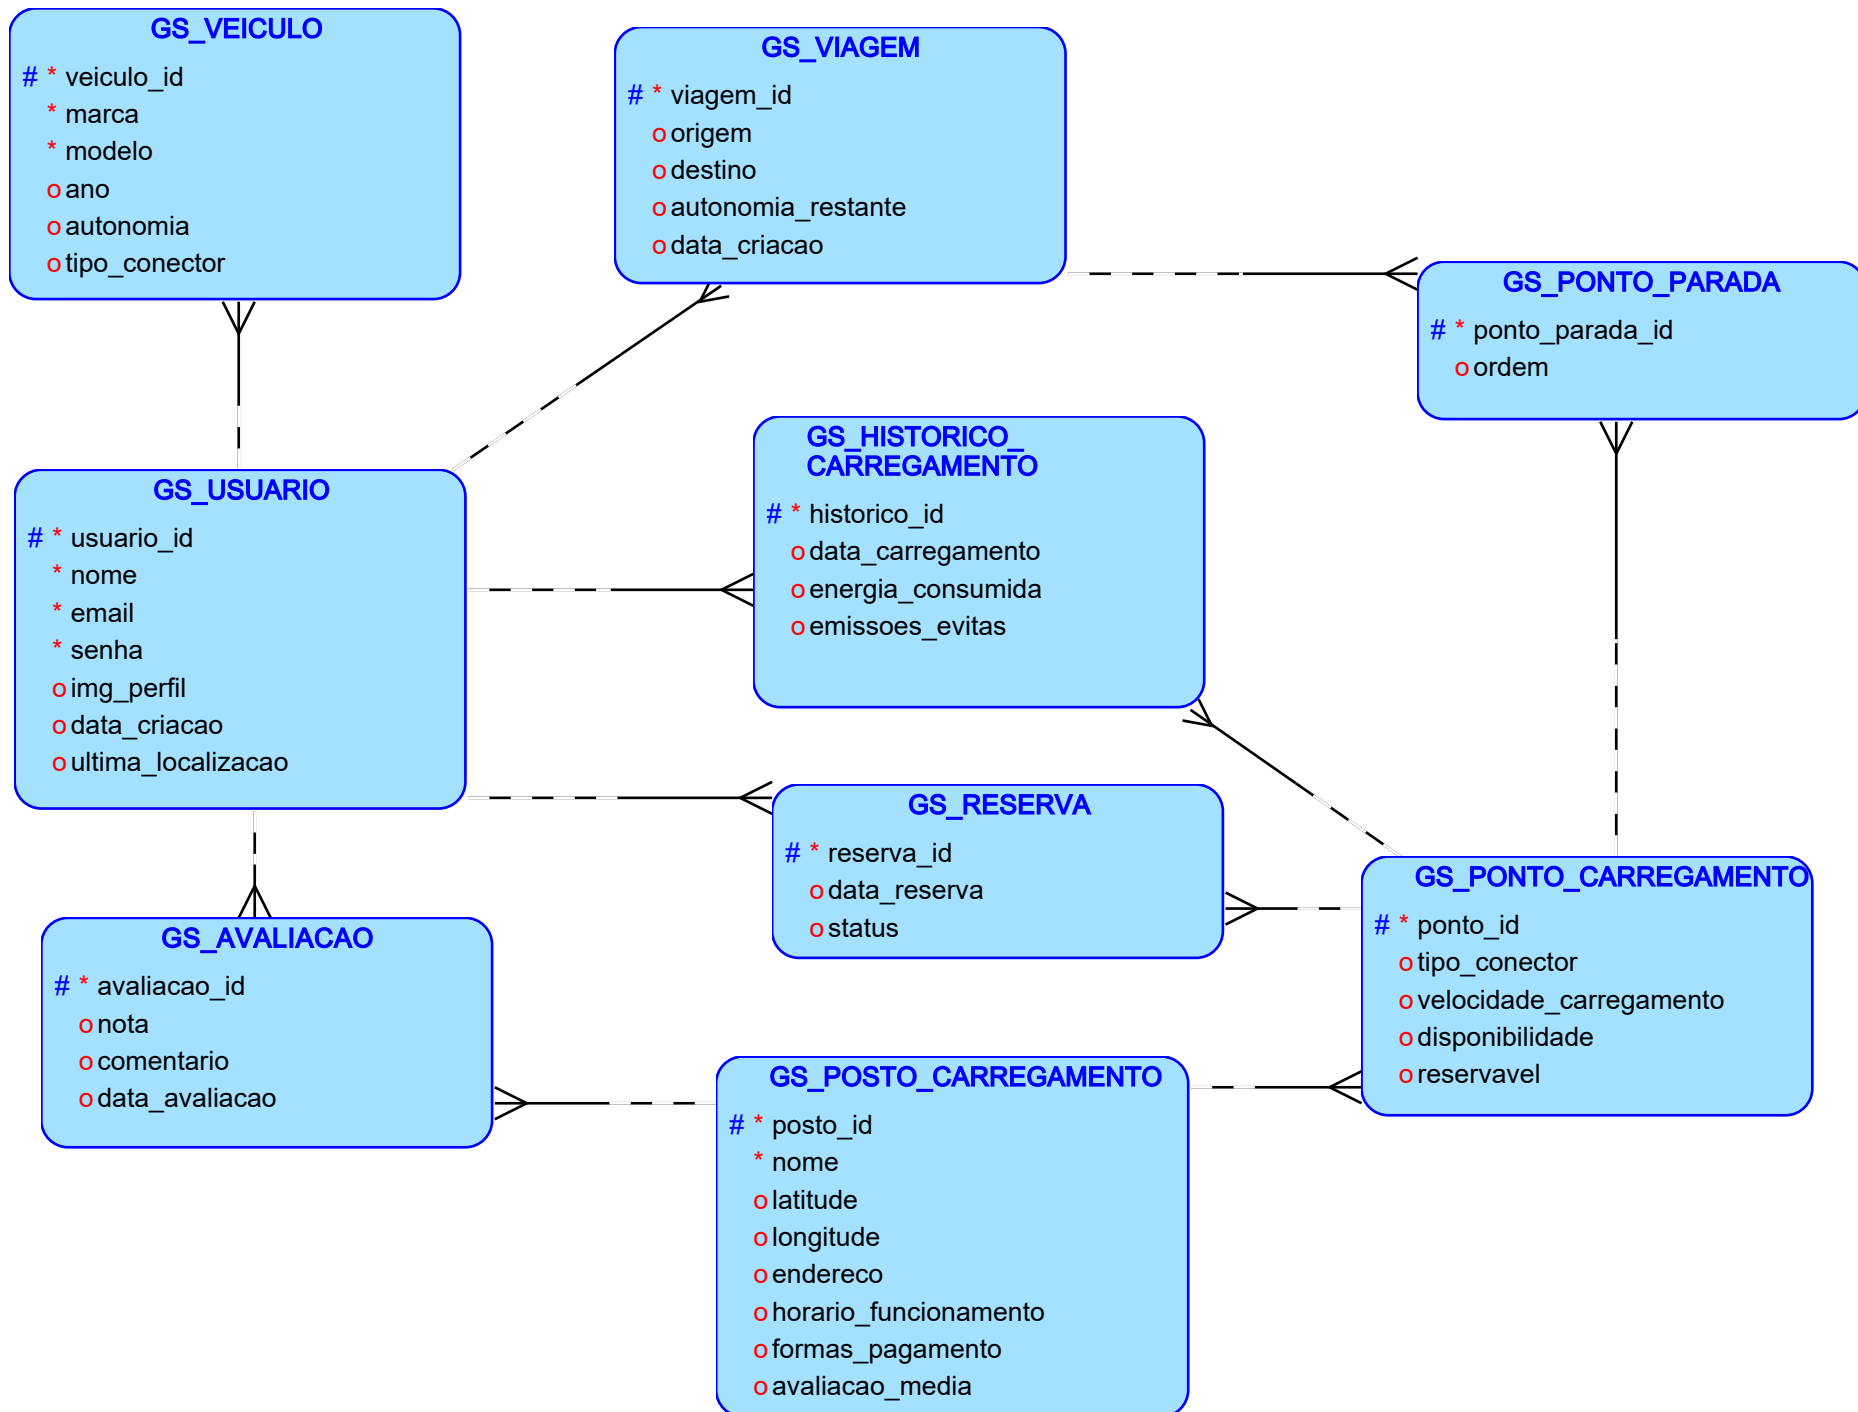 GS_VEICULO
# * veiculo_id
* marca
* modelo
o ano
o autonomia
o tipo_conector
GS_VIAGEM
# * viagem_id
o origem
o destino
o autonomia_restante
o data_criacao
GS_PONTO_PARADA
# * ponto_parada_id
o ordem
GS_HISTORICO_
CARREGAMENTO
# * historico_id
o data_carregamento
o energia_consumida
o emissoes_evitas
GS_USUARIO
# * usuario_id
* nome
* email
* senha
o img_perfil
o data_criacao
o ultima_localizacao
GS_RESERVA
# * reserva_id
o data_reserva
o status
GS_PONTO_CARREGAMENTO
# * ponto_id
o tipo_conector
o velocidade_carregamento
o disponibilidade
o reservavel
GS_AVALIACAO
# * avaliacao_id
o nota
o comentario
o data_avaliacao
GS_POSTO_CARREGAMENTO
# * posto_id
* nome
o latitude
o longitude
o endereco
o horario_funcionamento
o formas_pagamento
o avaliacao_media